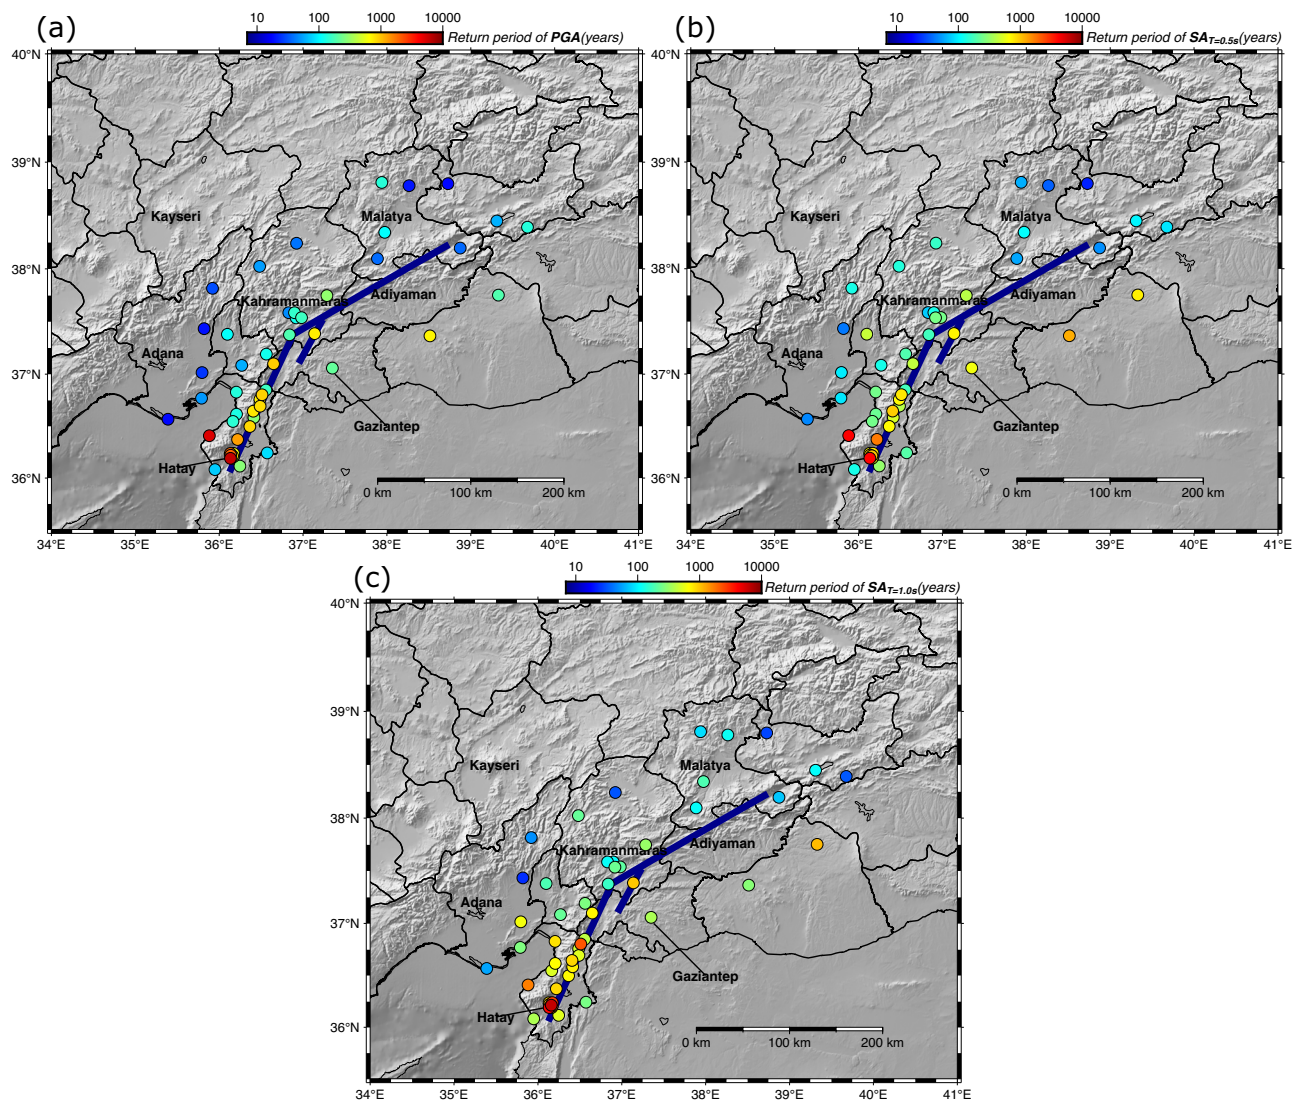 (a)
10 100 1000 10000
Return period of PGA(years)
40°N
39°N
38°N
37°N
36°N
34°E 35°E 36°E 37°E 38°E 39°E 40°E 41°E
Kayseri
Malatya
Kahramanmaras
Adiyaman
Adana
Gaziantep
Hatay
0 km 100 km 200 km
(b)
10 100 1000 10000
Return period of SAT=0.5s(years)
40°N
39°N
38°N
37°N
36°N
34°E 35°E 36°E 37°E 38°E 39°E 40°E 41°E
Kayseri
Malatya
Kahramanmaras
Adiyaman
Adana
Gaziantep
Hatay
0 km 100 km 200 km
(c)
10 100 1000 10000
Return period of SAT=1.0s(years)
40°N
39°N
38°N
37°N
36°N
34°E 35°E 36°E 37°E 38°E 39°E 40°E 41°E
Kayseri
Malatya
Kahramanmaras
Adiyaman
Adana
Gaziantep
Hatay
0 km 100 km 200 km